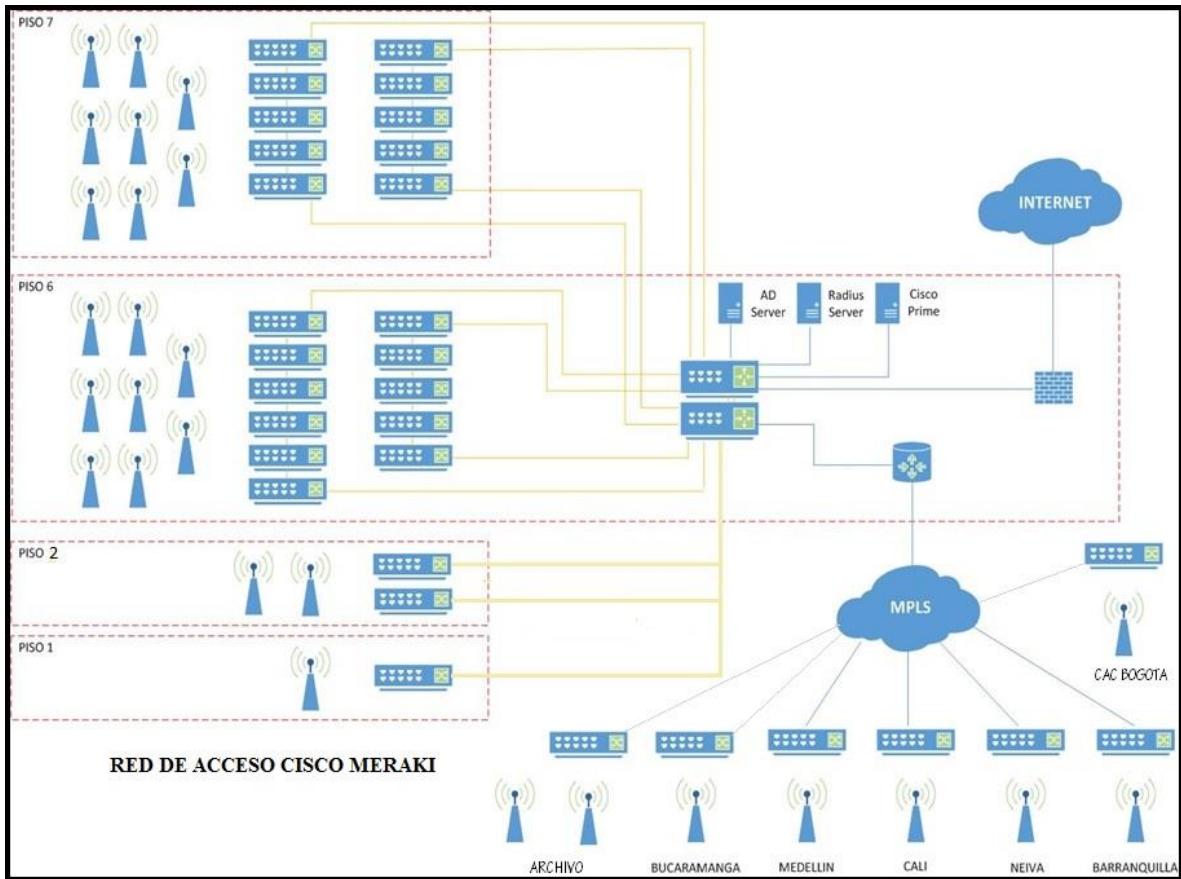 PISO 7
INTERNET
PISO 6
AD
Server
Radius
Server
Cisco
Prime
PISO 2
MPLS
PISO 1
CAC BOGOTA
RED DE ACCESO CISCO MERAKI
ARCHIVO
BUCARAMANGA
MEDELLIN
CALI
NEIVA
BARRANQUILLA